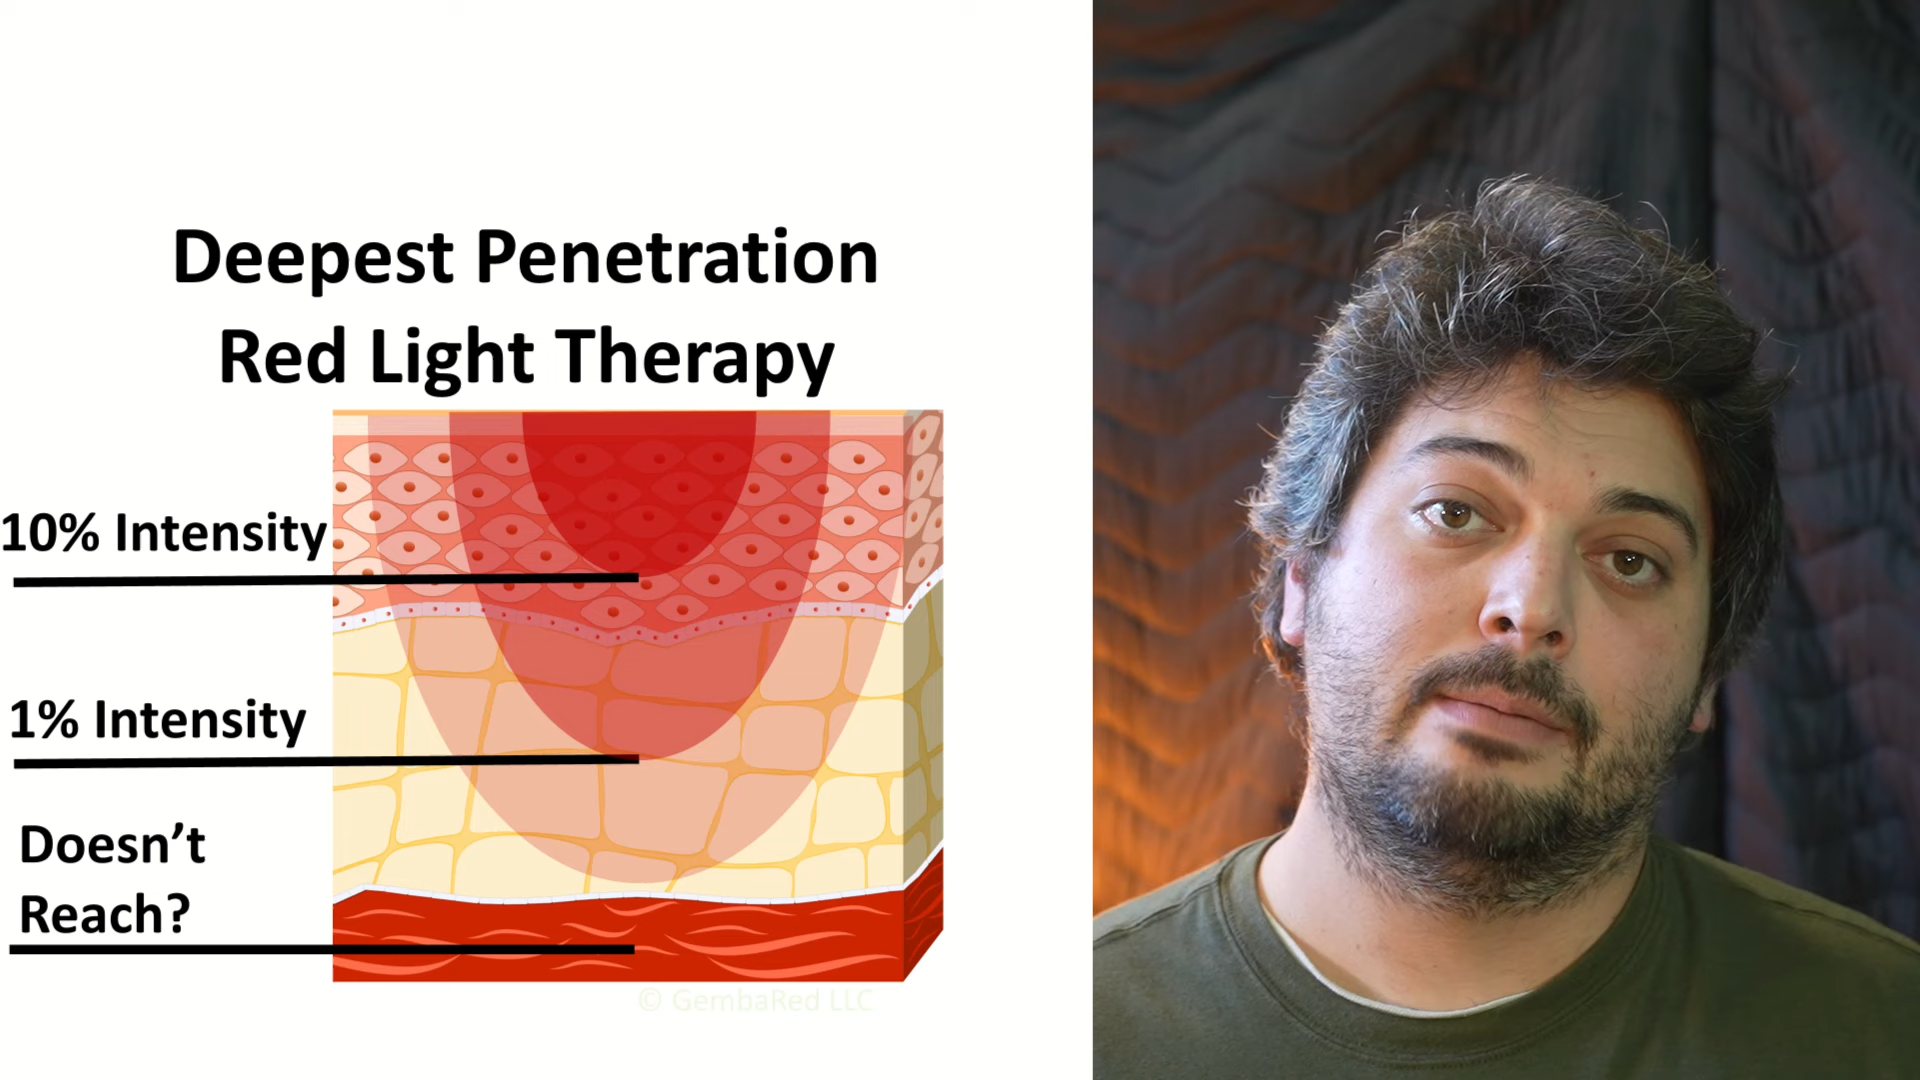 Deepest Penetration
Red Light Therapy
10% Intensity
1% Intensity
Doesn’t
Reach?
© GembaRed LLC